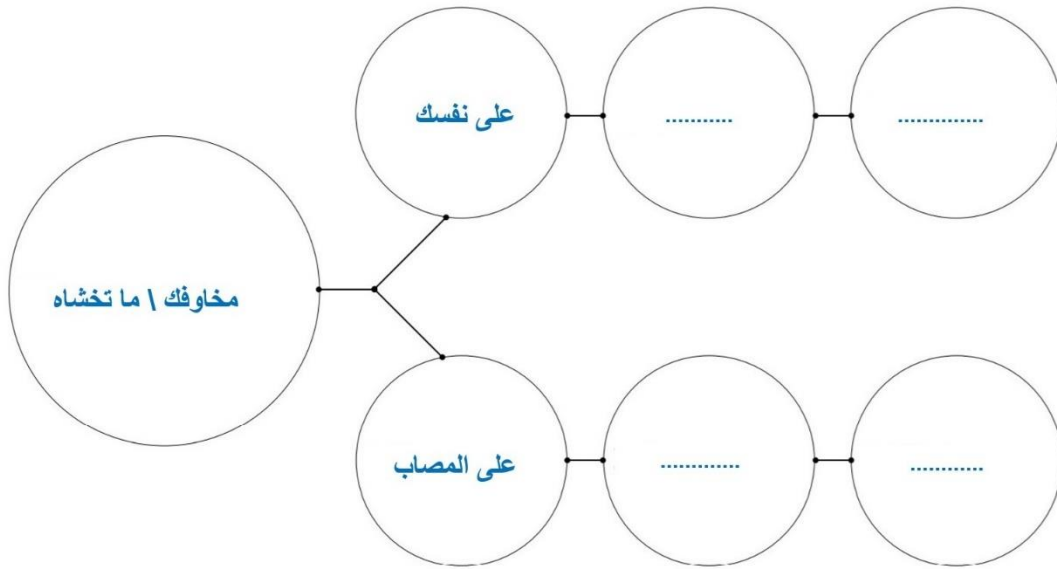 على نفسك
...........
..............
مخاوفك \ ما تخشاه
على المصاب
.............
............